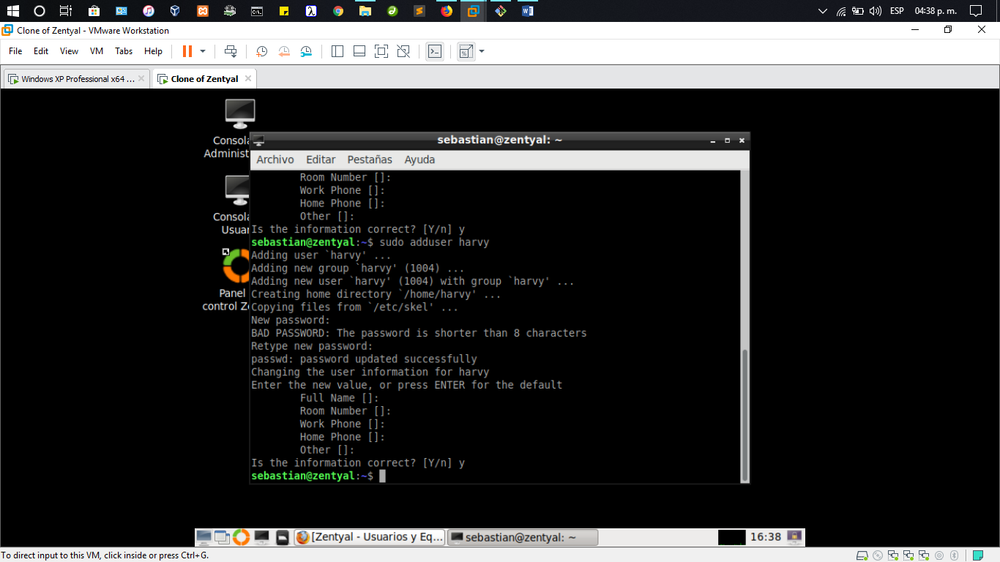 ESP
04:38 p. m.
Clone of Zentyal - VMware Workstation
File Edit View VM Tabs Help
Windows XP Professional x64 ...
Clone of Zentyal
Consola
Administ
Consola
Usuar
Panel
control Ze
sebastian@zentyal: ~
Archivo Editar Pestañas Ayuda
Room Number []:
Work Phone []:
Home Phone []:
Other []:
Is the information correct? [Y/n] y
sebastian@zentyal:~$ sudo adduser harvy
Adding user `harvy' ...
Adding new group `harvy' (1004) ...
Adding new user `harvy' (1004) with group `harvy' ...
Creating home directory `/home/harvy' ...
Copying files from `/etc/skel' ...
New password:
BAD PASSWORD: The password is shorter than 8 characters
Retype new password:
passwd: password updated successfully
Changing the user information for harvy
Enter the new value, or press ENTER for the default
Full Name []:
Room Number []:
Work Phone []:
Home Phone []:
Other []:
Is the information correct? [Y/n] y
sebastian@zentyal:~$
[Zentyal - Usuarios y Eq...
sebastian@zentyal: ~
16:38
To direct input to this VM, click inside or press Ctrl+G.